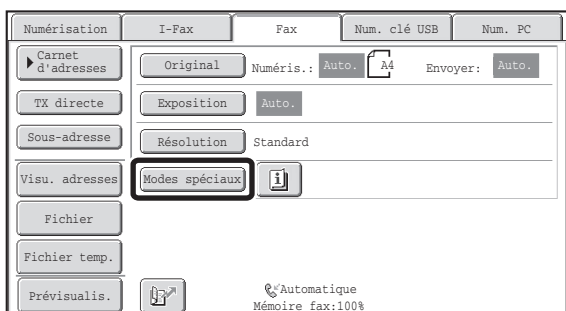 Numérisation I-Fax Fax Num. clé USB Num. PC
Carnet
d'adresses
Original Numéris.: Auto. A4 Envoyer: Auto.
TX directe Exposition Auto.
Sous-adresse Résolution Standard
Visu. adresses Modes spéciaux
Fichier
Fichier temp.
Prévisualis. Automatique
Mémoire fax:100%